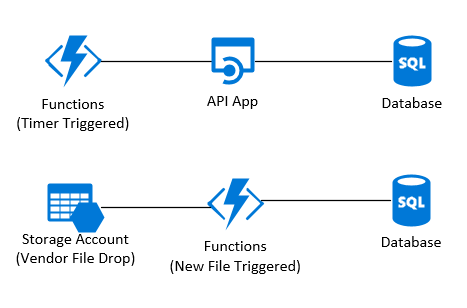 SQL
Functions
(Timer Triggered)
API App
Database
SQL
Storage Account
(Vendor File Drop)
Functions
(New File Triggered)
Database